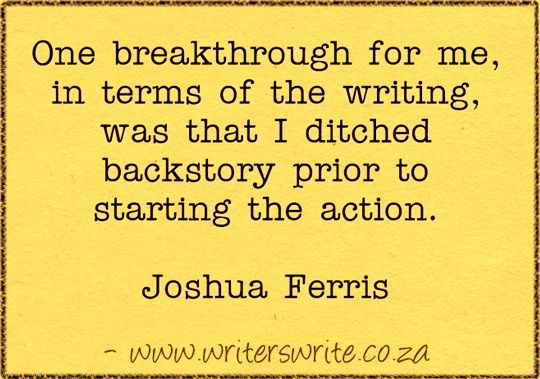 One breakthrough for me,
in terms of the writing,
was that I ditched
backstory prior to
starting the action.
Joshua Ferris
- www.writerswrite.co.za